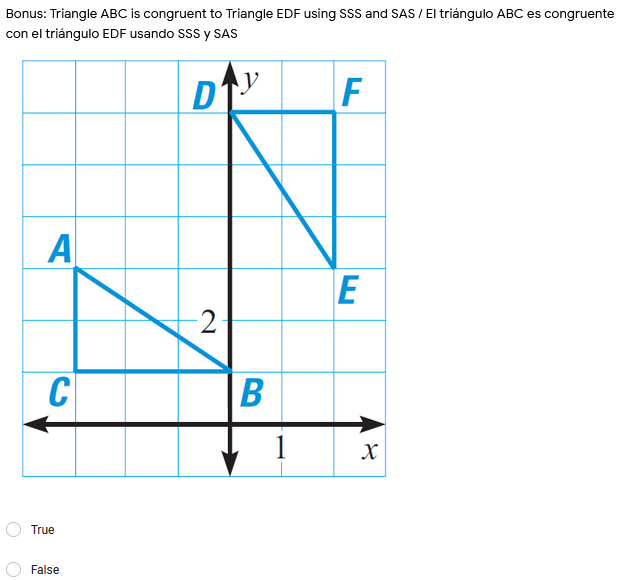 Bonus: Triangle ABC is congruent to Triangle EDF using SSS and SAS / El triángulo ABC es congruente
con el triángulo EDF usando SSS y SAS
D y F
A
E
2
C B
1 x
True
False